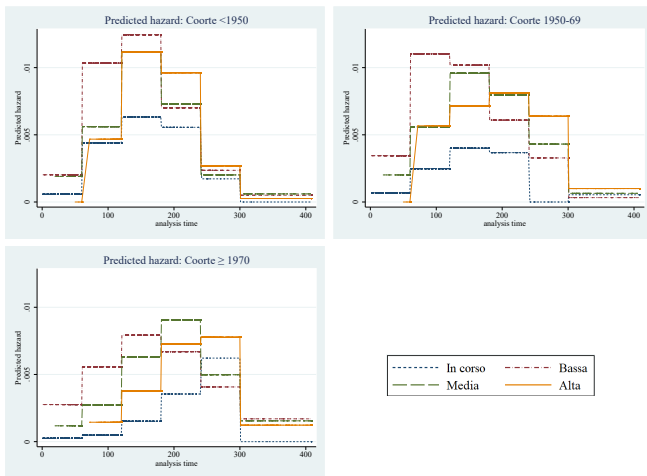 Predicted hazard: Coorte <1950
Predicted hazard
.01
.005
0
0 100 200 300 400
analysis time
Predicted hazard: Coorte 1950-69
Predicted hazard
.01
.005
0
0 100 200 300 400
analysis time
Predicted hazard: Coorte ≥ 1970
Predicted hazard
.01
.005
0
0 100 200 300 400
analysis time
In corso Bassa
Media Alta